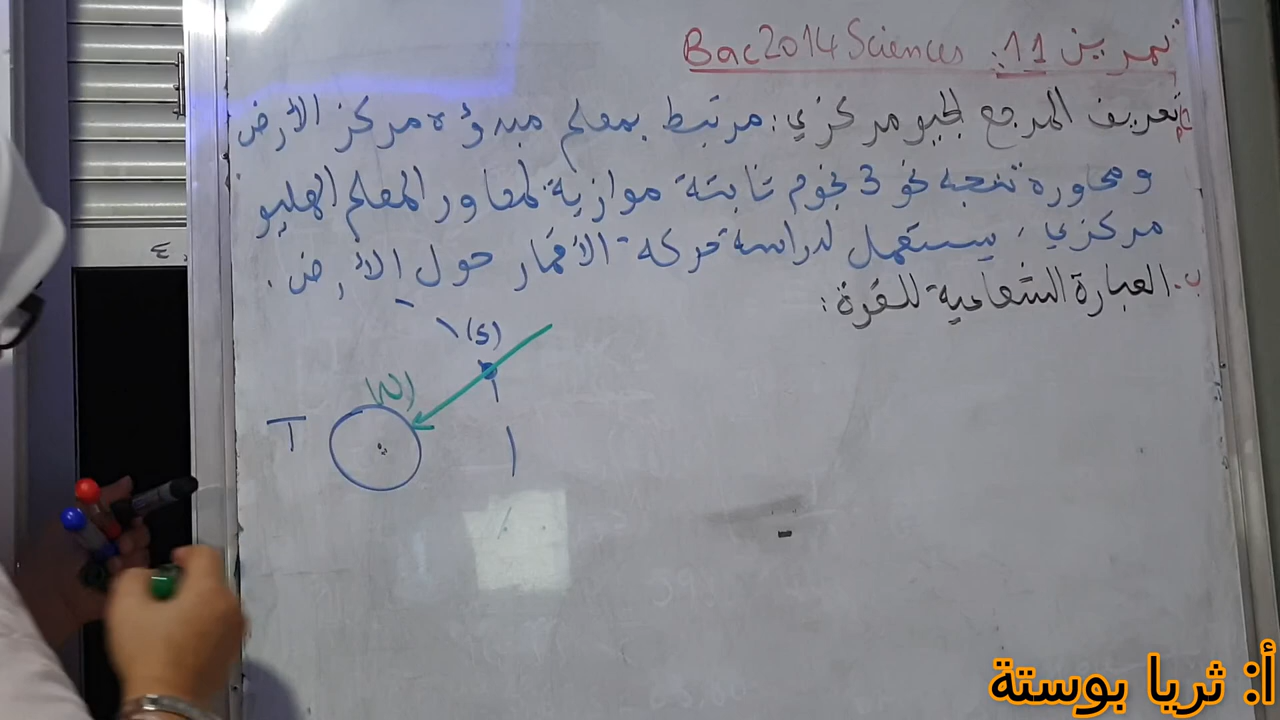 تمرين 11: Bac2014 Sciences
تعريف المرجع الجيومركزي: مرتبط بمعلم مبدؤه مركز الأرض
ومحاوره تتجه نحو 3 نجوم ثابتة موازية لمحاور المعلم الهليو
مركزي، يستعمل لدراسة حركة الأقمار حول الأرض.
ب- العبارة الشعاعية للقوة:
(S)
T
أ: ثريا بوستة